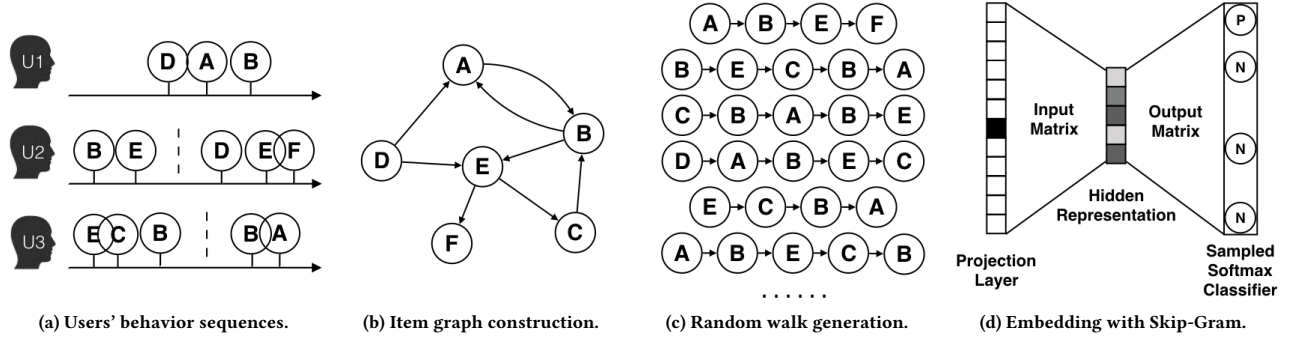 U1
D A B
U2
B E D E F
U3
E C B B A
(a) Users' behavior sequences.
A
B
D
E
F
C
(b) Item graph construction.
A B E F
B E C B A
C B A B E
D A B E C
E C B A
A B E C B
......
(c) Random walk generation.
P
N
Input
Matrix
Output
Matrix
N
Hidden
Representation
N
Projection
Layer
Sampled
Softmax
Classifier
(d) Embedding with Skip-Gram.